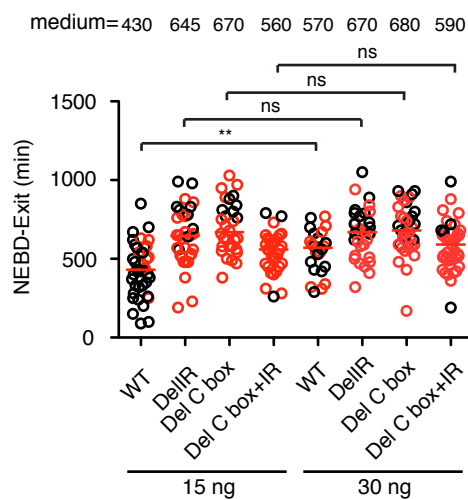 medium= 430 645 670 560 570 670 680 590
ns
ns
ns
**
NEBD-Exit (min)
1500
1000
500
0
WT DelIR Del C box Del C box+IR WT DelIR Del C box Del C box+IR
15 ng 30 ng